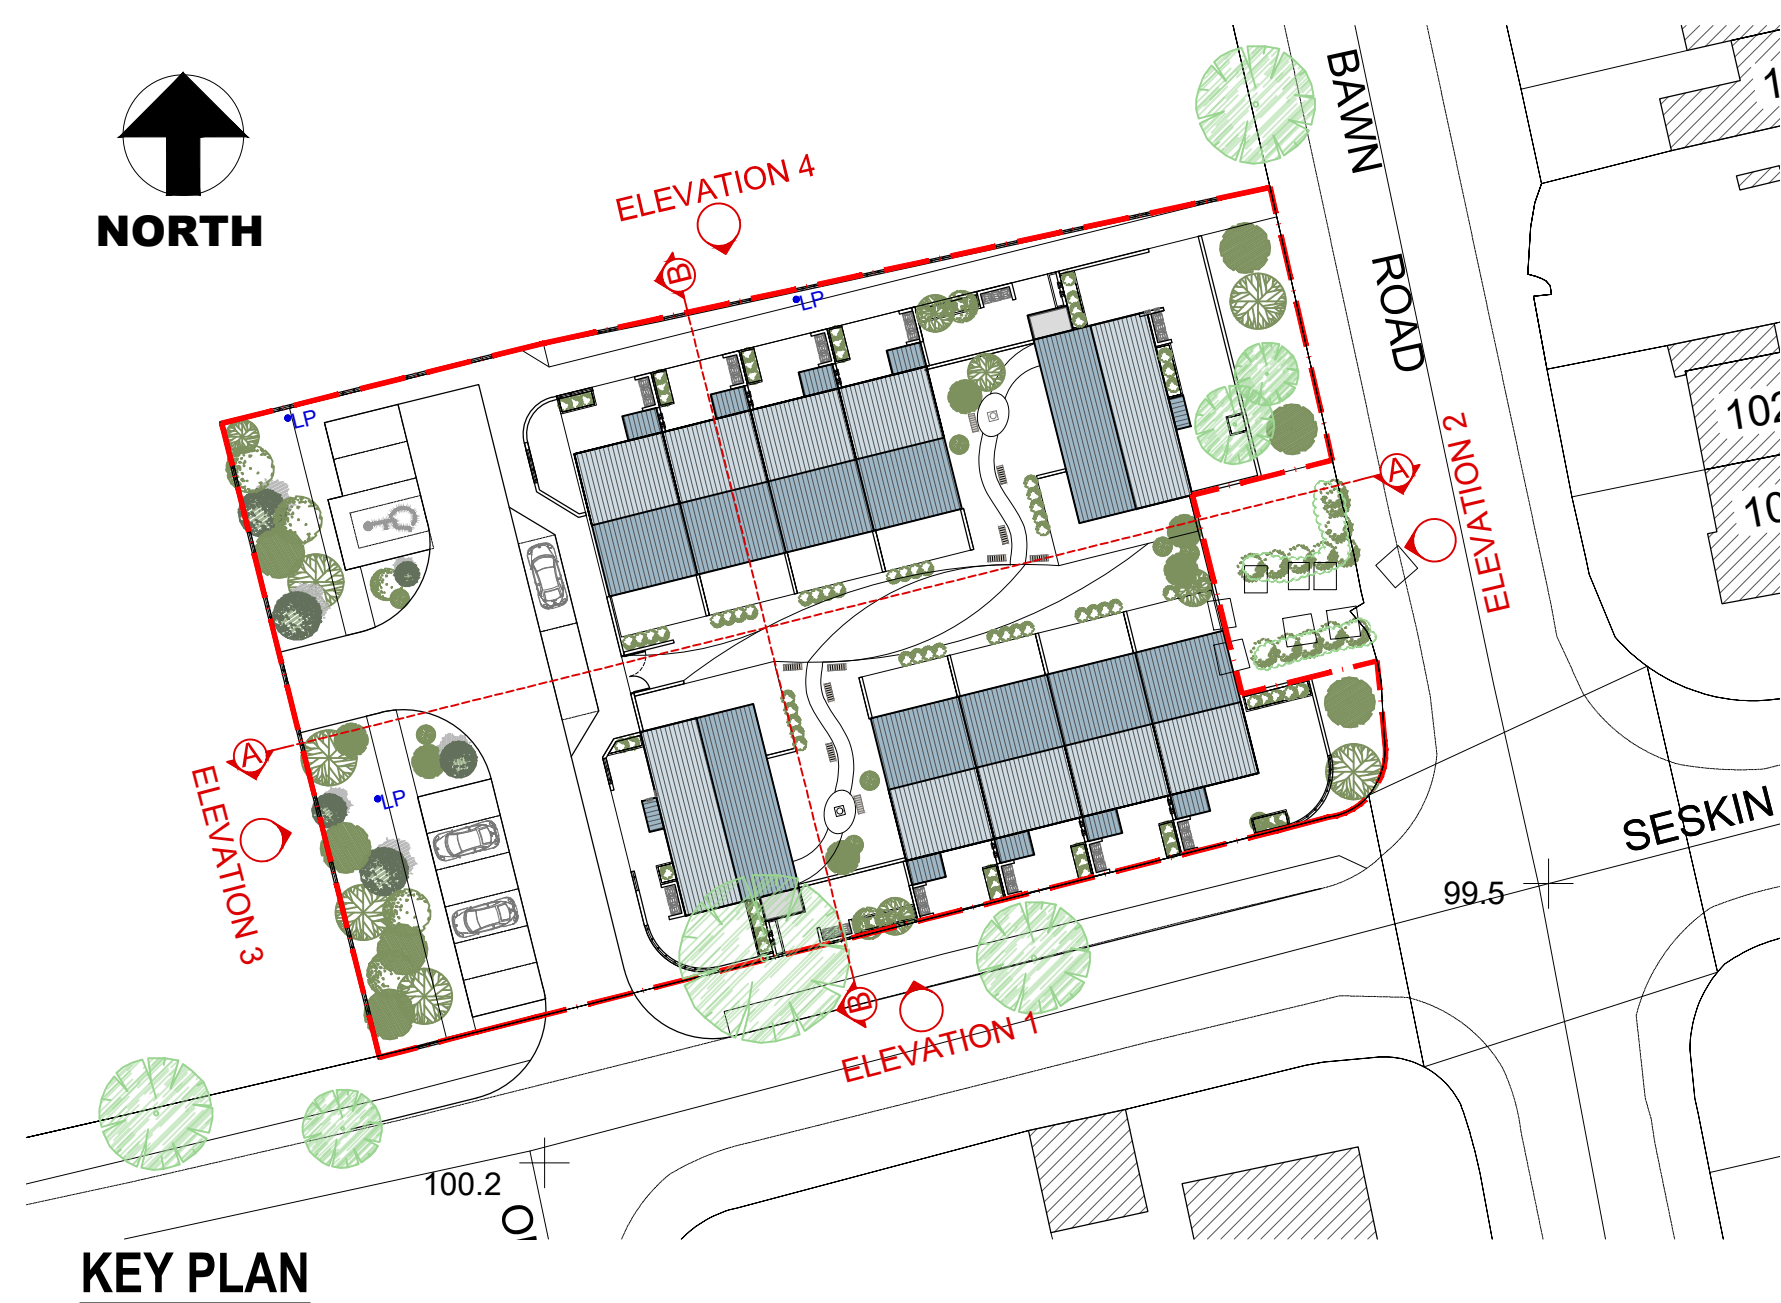 NORTH
BAWN
ROAD
ELEVATION 4
B
LP
LP
102
A
ELEVATION 2
A
ELEVATION 3
LP
SESKIN
99.5
B
ELEVATION 1
100.2
KEY PLAN